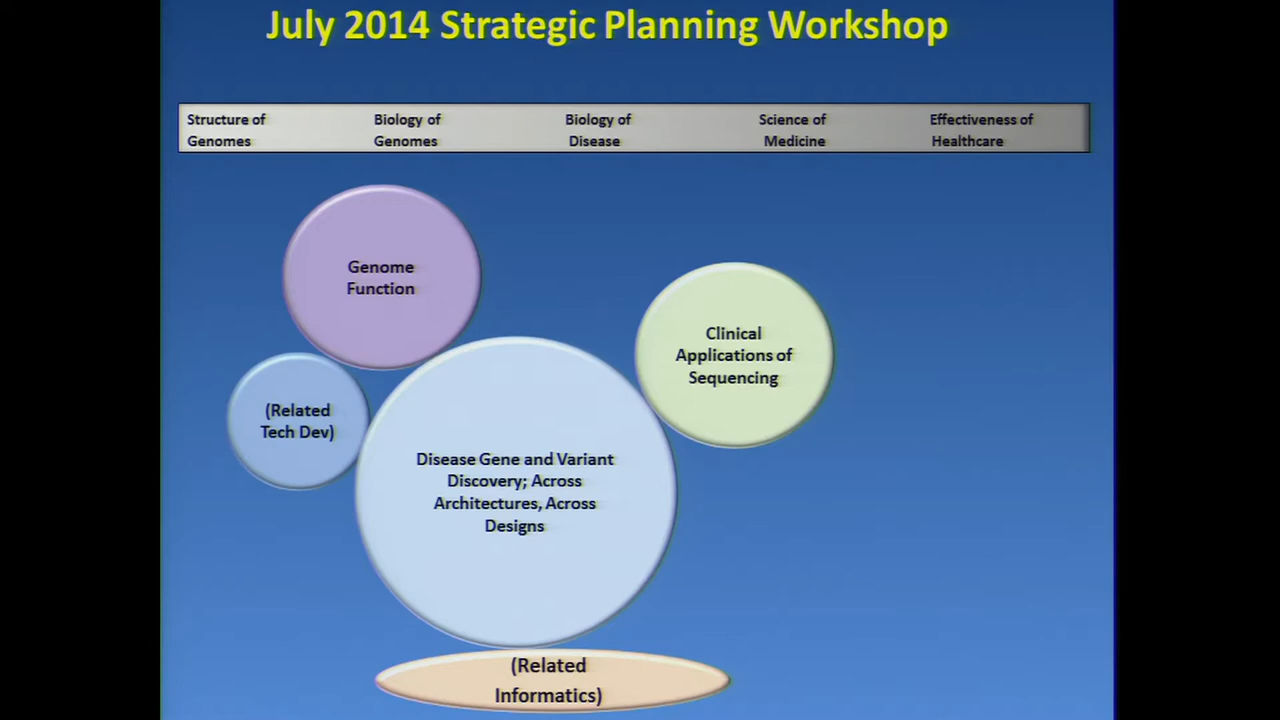 July 2014 Strategic Planning Workshop
Structure of
Genomes
Biology of
Genomes
Biology of
Disease
Science of
Medicine
Effectiveness of
Healthcare
Genome
Function
Clinical
Applications of
Sequencing
(Related
Tech Dev)
Disease Gene and Variant
Discovery; Across
Architectures, Across
Designs
(Related
Informatics)